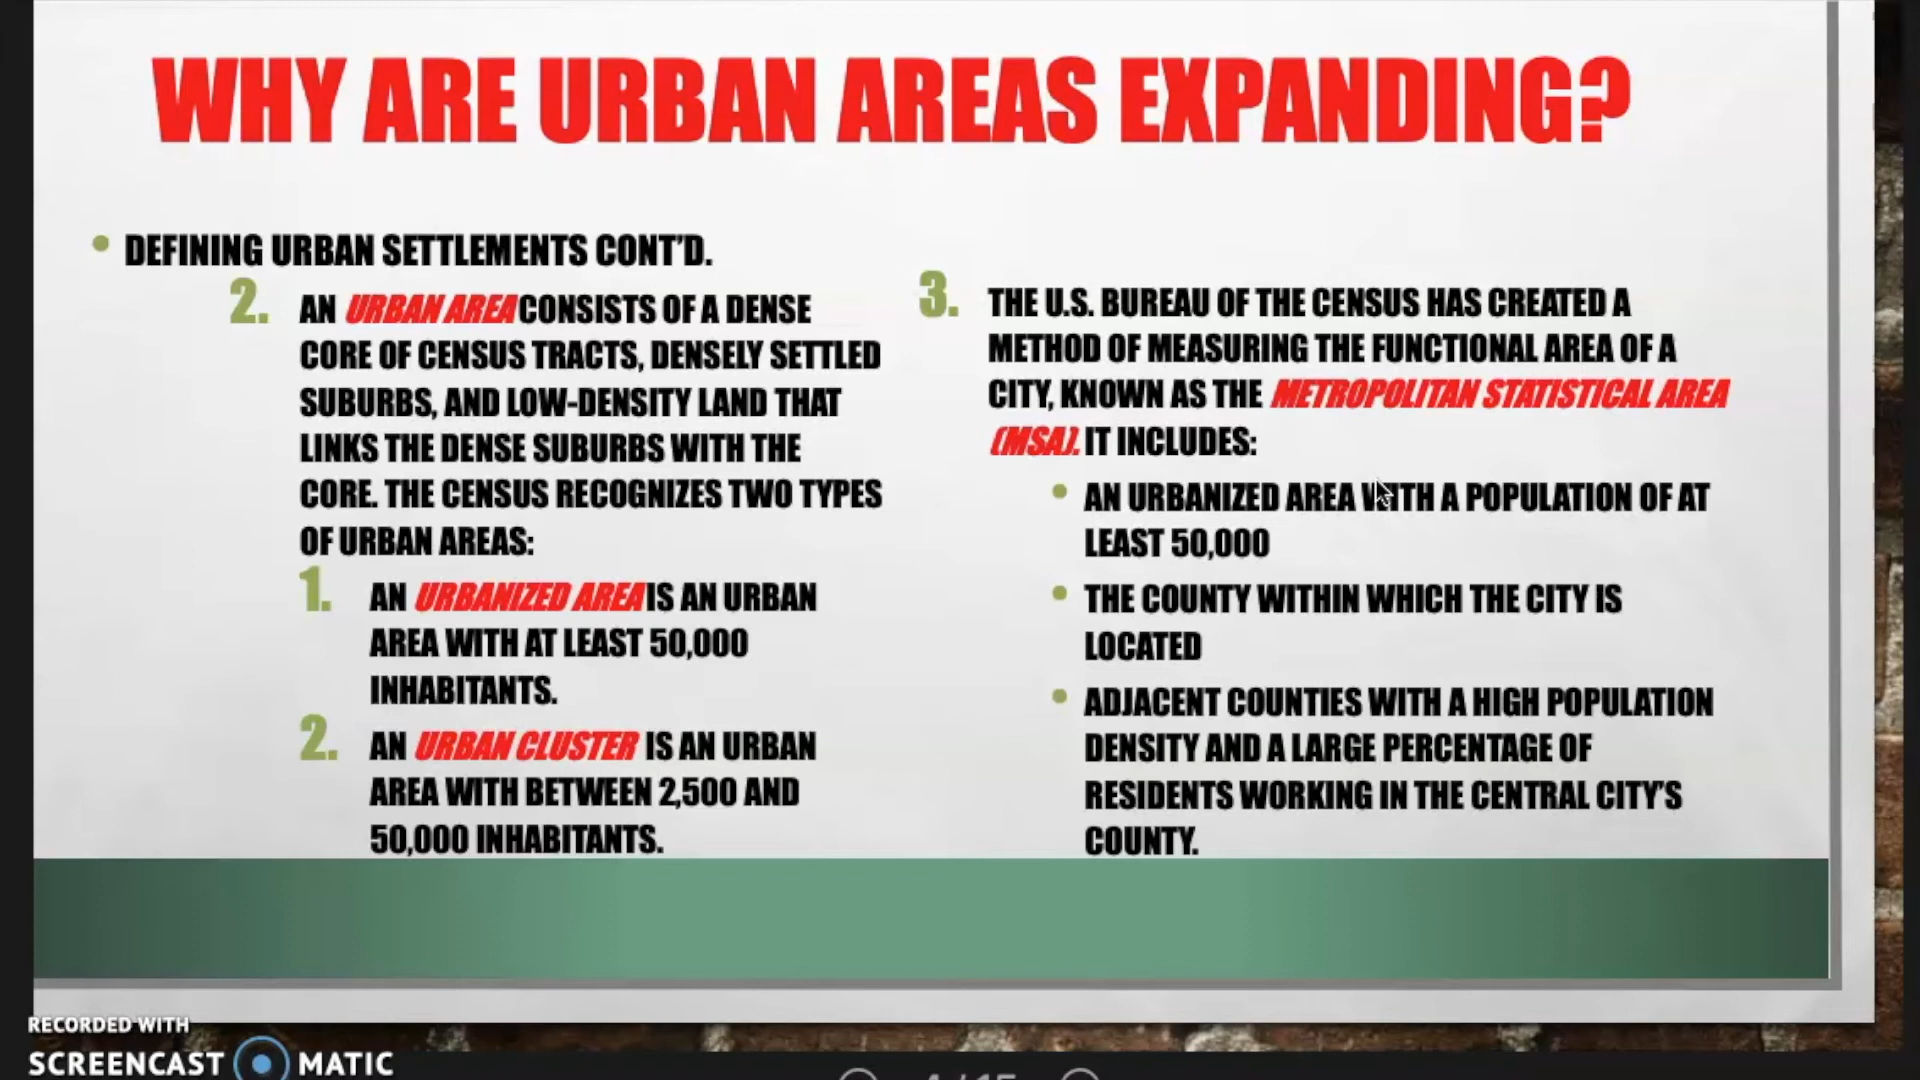 WHY ARE URBAN AREAS EXPANDING?
• DEFINING URBAN SETTLEMENTS CONT'D.
2. AN URBAN AREA CONSISTS OF A DENSE
CORE OF CENSUS TRACTS, DENSELY SETTLED
SUBURBS, AND LOW-DENSITY LAND THAT
LINKS THE DENSE SUBURBS WITH THE
CORE. THE CENSUS RECOGNIZES TWO TYPES
OF URBAN AREAS:
1. AN URBANIZED AREA IS AN URBAN
AREA WITH AT LEAST 50,000
INHABITANTS.
2. AN URBAN CLUSTER IS AN URBAN
AREA WITH BETWEEN 2,500 AND
50,000 INHABITANTS.
3. THE U.S. BUREAU OF THE CENSUS HAS CREATED A
METHOD OF MEASURING THE FUNCTIONAL AREA OF A
CITY, KNOWN AS THE METROPOLITAN STATISTICAL AREA
(MSA). IT INCLUDES:
• AN URBANIZED AREA WITH A POPULATION OF AT
LEAST 50,000
• THE COUNTY WITHIN WHICH THE CITY IS
LOCATED
• ADJACENT COUNTIES WITH A HIGH POPULATION
DENSITY AND A LARGE PERCENTAGE OF
RESIDENTS WORKING IN THE CENTRAL CITY'S
COUNTY.
RECORDED WITH
SCREENCAST MATIC